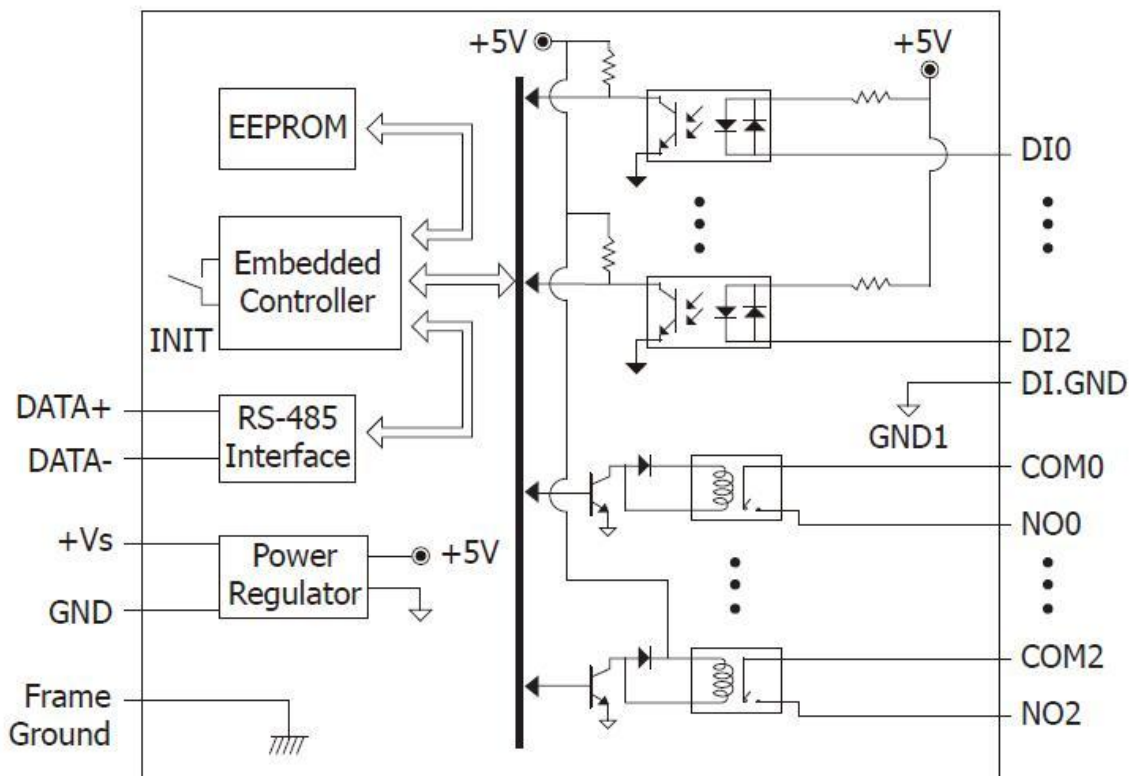 +5V
+5V
EEPROM
DI0
Embedded
Controller
INIT
DI2
DI.GND
GND1
DATA+
DATA-
RS-485
Interface
COM0
NO0
+Vs
GND
Power
Regulator
+5V
COM2
NO2
Frame
Ground